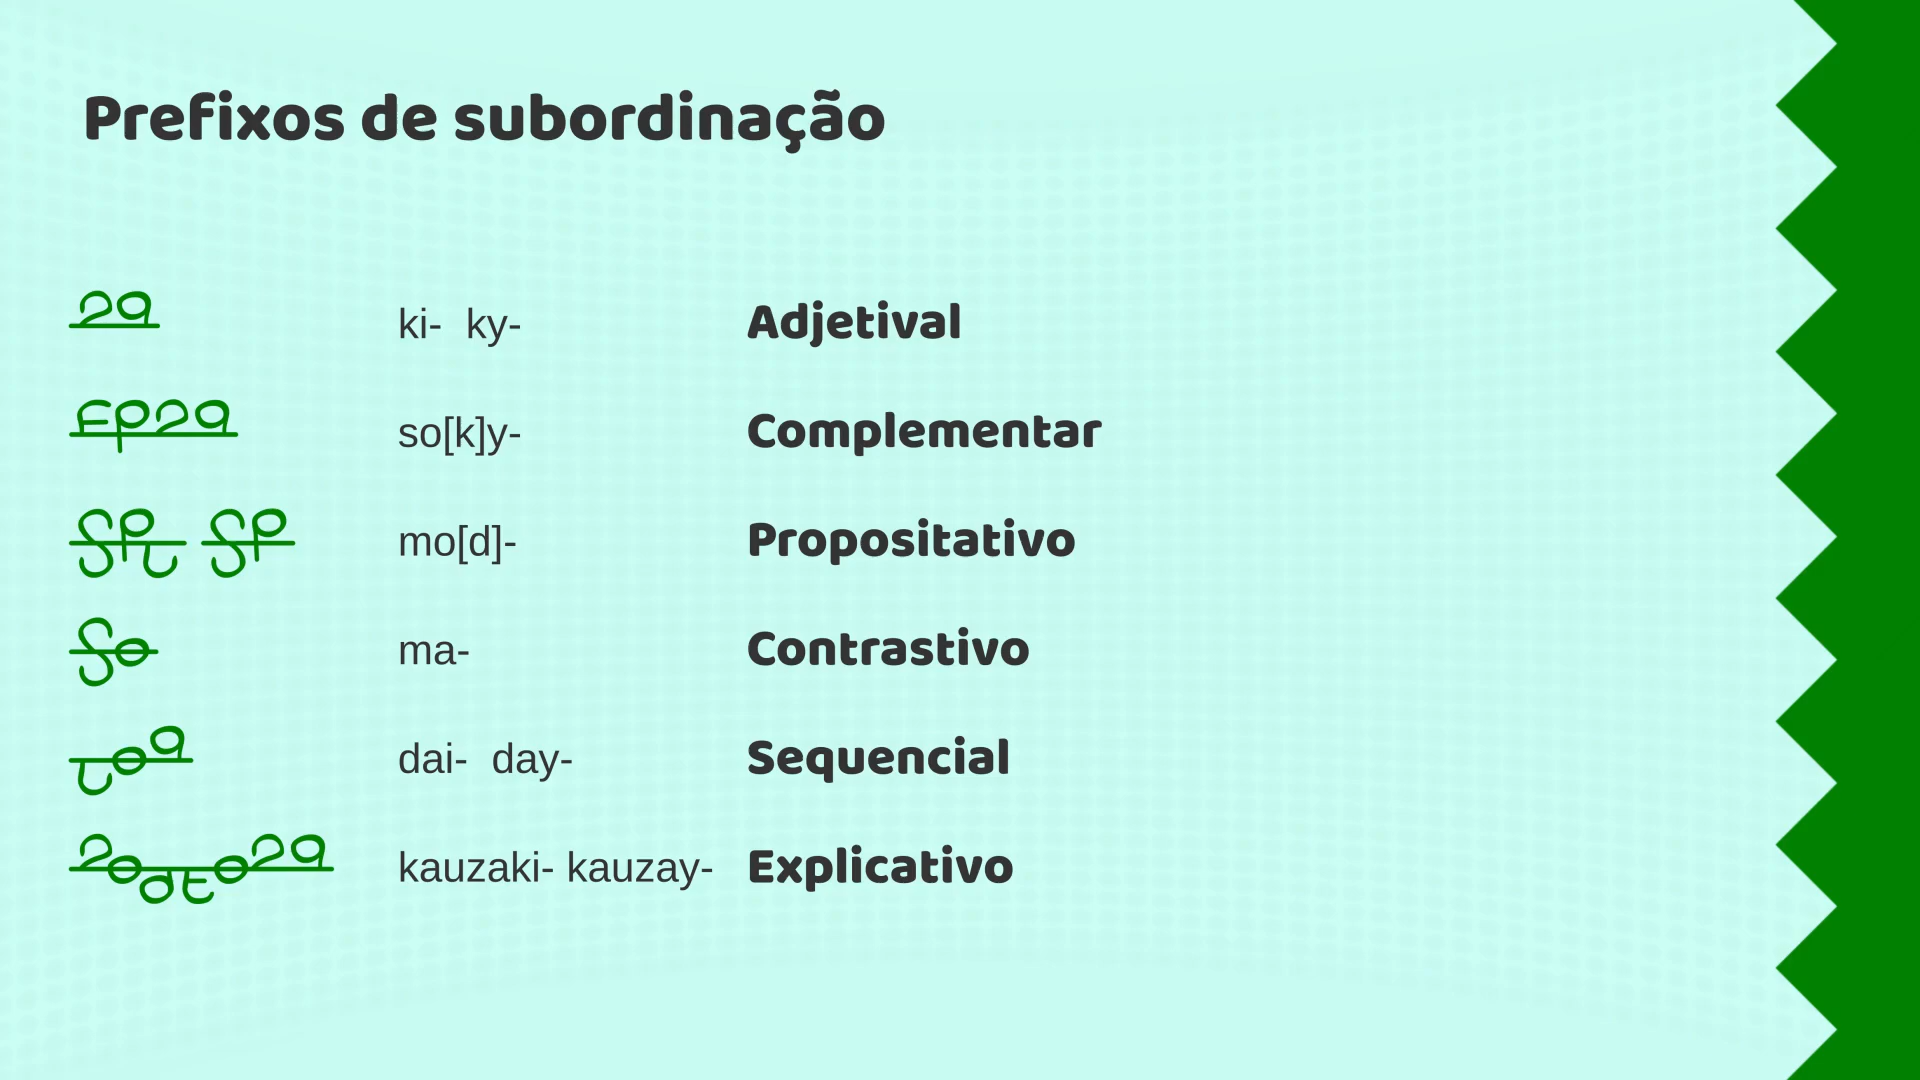 Prefixos de subordinação
ki- ky- Adjetival
so[k]y- Complementar
mo[d]- Propositativo
ma- Contrastivo
dai- day- Sequencial
kauzaki- kauzay- Explicativo